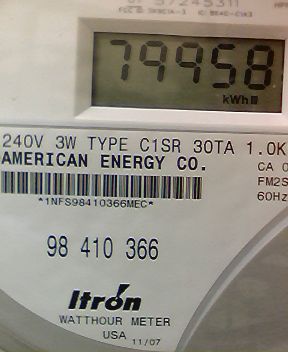 79958
kWh
240V 3W TYPE C1SR 30TA 1.0K
AMERICAN ENERGY CO.
CA 0
FM2S
60Hz
*1NFS98410366MEC*
98 410 366
Itron
WATTHOUR METER
USA 11/07